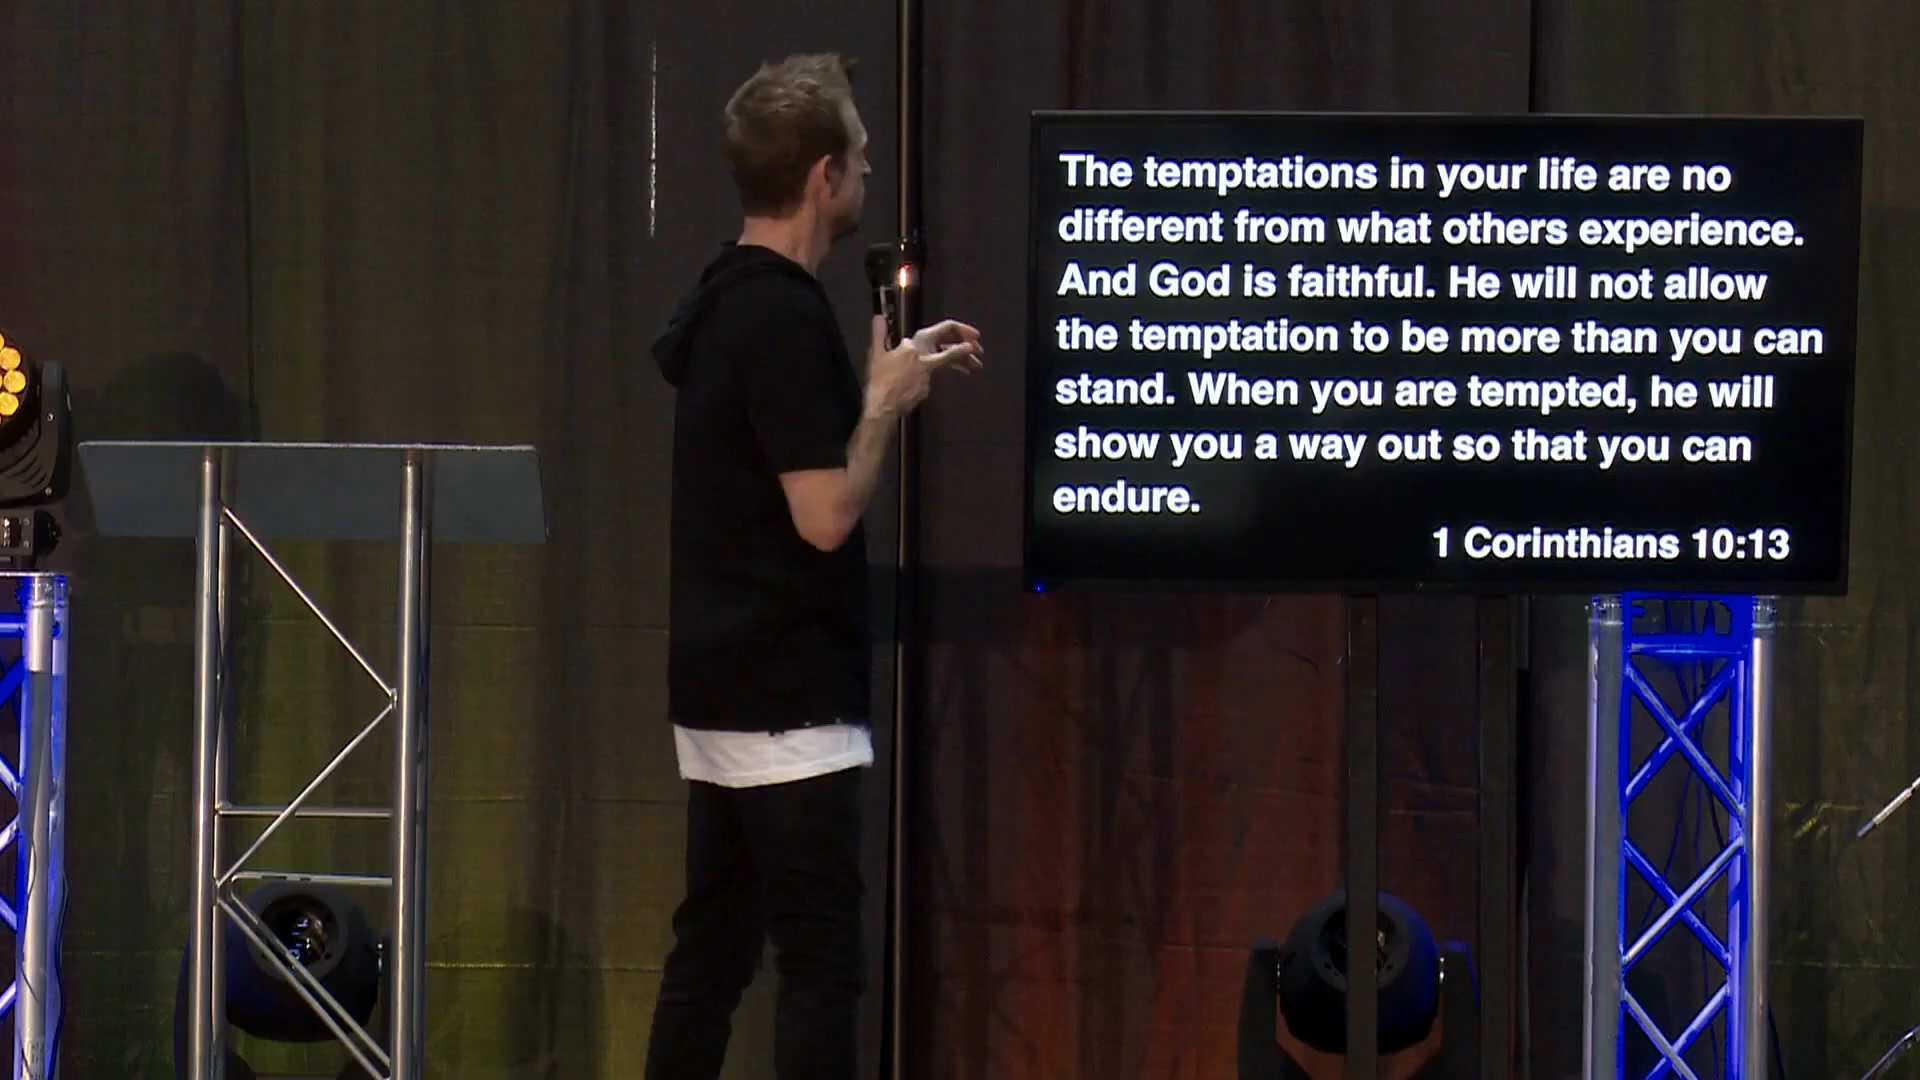 The temptations in your life are no
different from what others experience.
And God is faithful. He will not allow
the temptation to be more than you can
stand. When you are tempted, he will
show you a way out so that you can
endure.
1 Corinthians 10:13